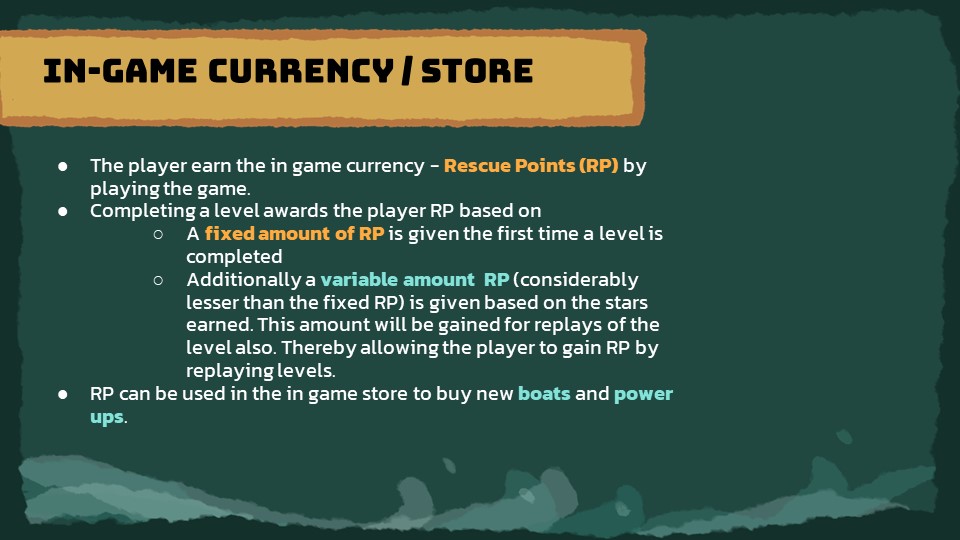 IN-GAME CURRENCY / STORE
● The player earn the in game currency - Rescue Points (RP) by
playing the game.
● Completing a level awards the player RP based on
○ A fixed amount of RP is given the first time a level is
completed
○ Additionally a variable amount  RP (considerably
lesser than the fixed RP) is given based on the stars
earned. This amount will be gained for replays of the
level also. Thereby allowing the player to gain RP by
replaying levels.
● RP can be used in the in game store to buy new boats and power
ups.